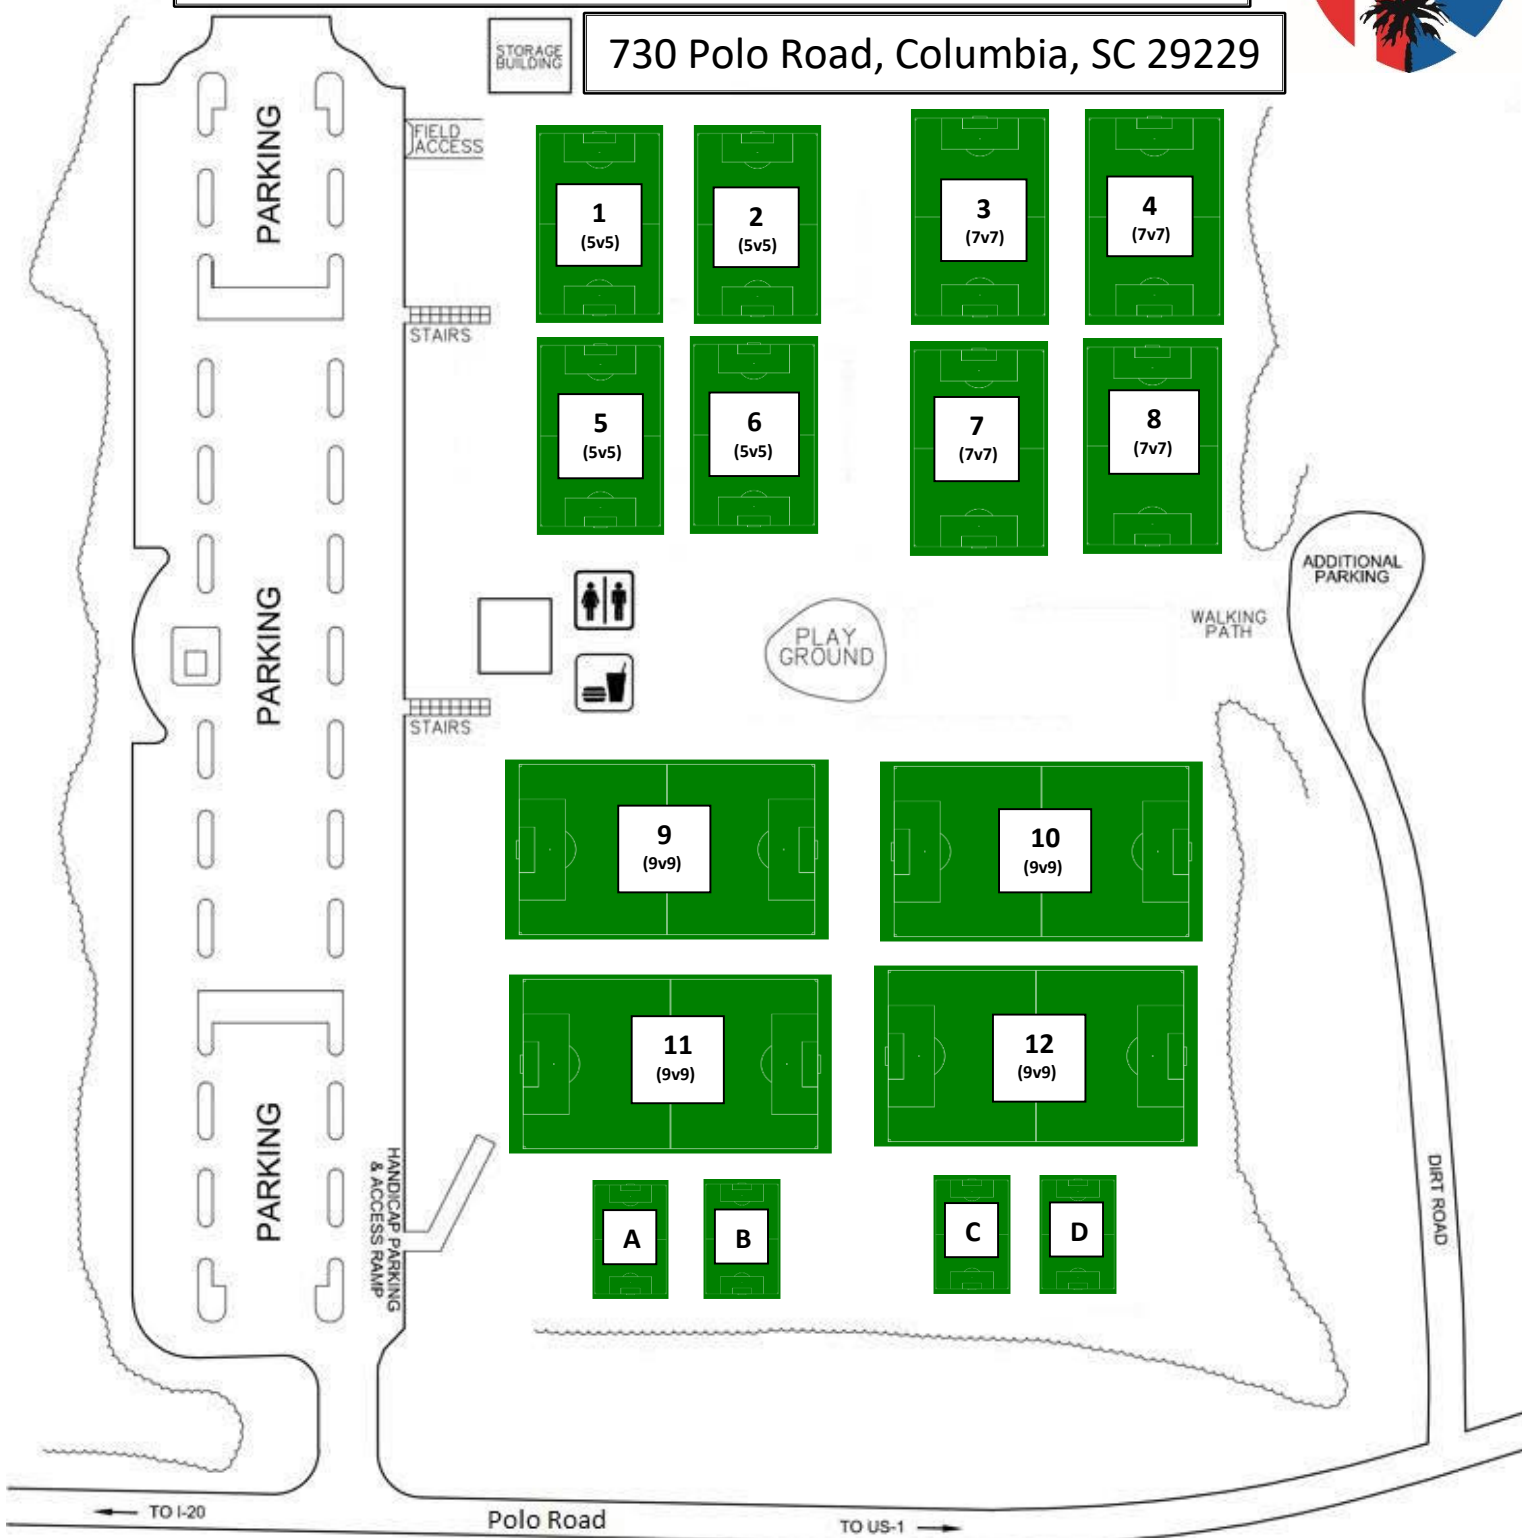 730 Polo Road, Columbia, SC 29229
STORAGE
BUILDING
PARKING
FIELD
ACCESS
1
(5v5)
2
(5v5)
3
(7v7)
4
(7v7)
STAIRS
5
(5v5)
6
(5v5)
7
(7v7)
8
(7v7)
ADDITIONAL
PARKING
PARKING
PLAY
GROUND
WALKING
PATH
STAIRS
9
(9v9)
10
(9v9)
11
(9v9)
12
(9v9)
PARKING
HANDICAP PARKING
& ACCESS RAMP
A
B
C
D
DIRT ROAD
TO I-20
Polo Road
TO US-1